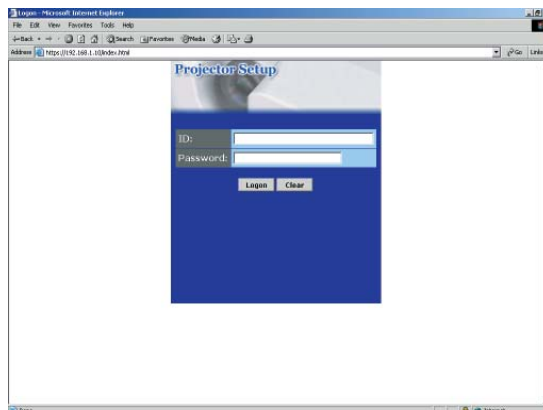 Logon - Microsoft Internet Explorer
File Edit View Favorites Tools Help
Back Search Favorites Media
Address https://192.168.1.10/index.html Go Links
Projector Setup
ID:
Password:
Logon Clear